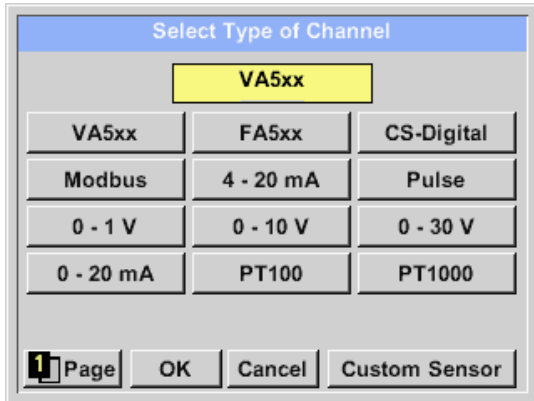 Select Type of Channel
VA5xx
VA5xx FA5xx CS-Digital
Modbus 4 - 20 mA Pulse
0 - 1 V 0 - 10 V 0 - 30 V
0 - 20 mA PT100 PT1000
1 Page OK Cancel Custom Sensor